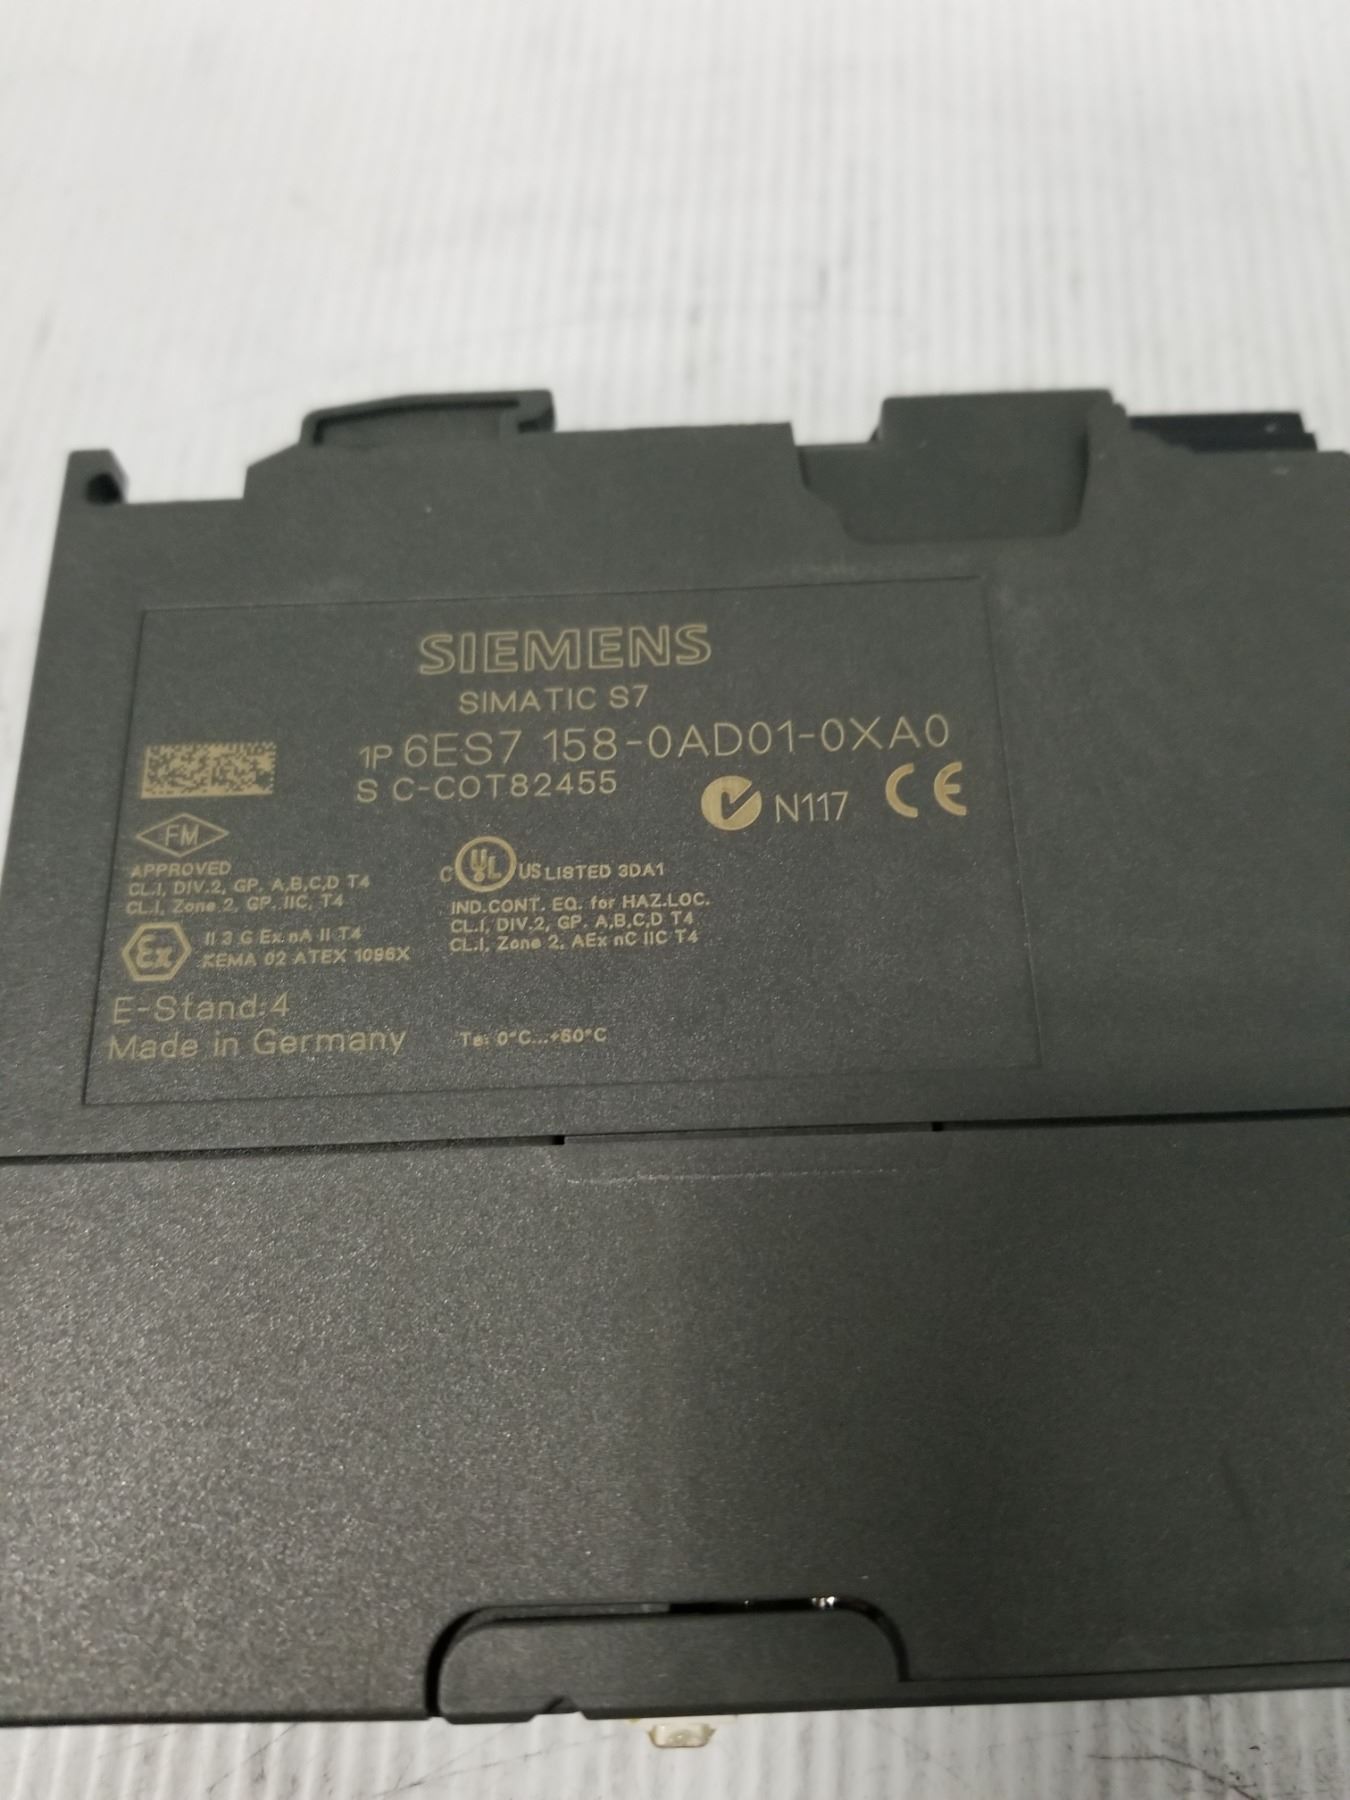 SIEMENS
SIMATIC S7
1P 6ES7 158-0AD01-0XA0
S C-C0T82455
N117 CE
FM
APPROVED
CL.I, DIV.2, GP. A,B,C,D T4
CL.I, Zone 2, GP. IIC, T4
C UL US LISTED 3DA1
IND.CONT. EQ. for HAZ.LOC.
CL.I, DIV.2, GP. A,B,C,D T4
CL.I, Zone 2, AEx nC IIC T4
Ex II 3 G Ex nA II T4
KEMA 02 ATEX 1096X
E-Stand:4
Made in Germany
Ta: 0°C...+60°C